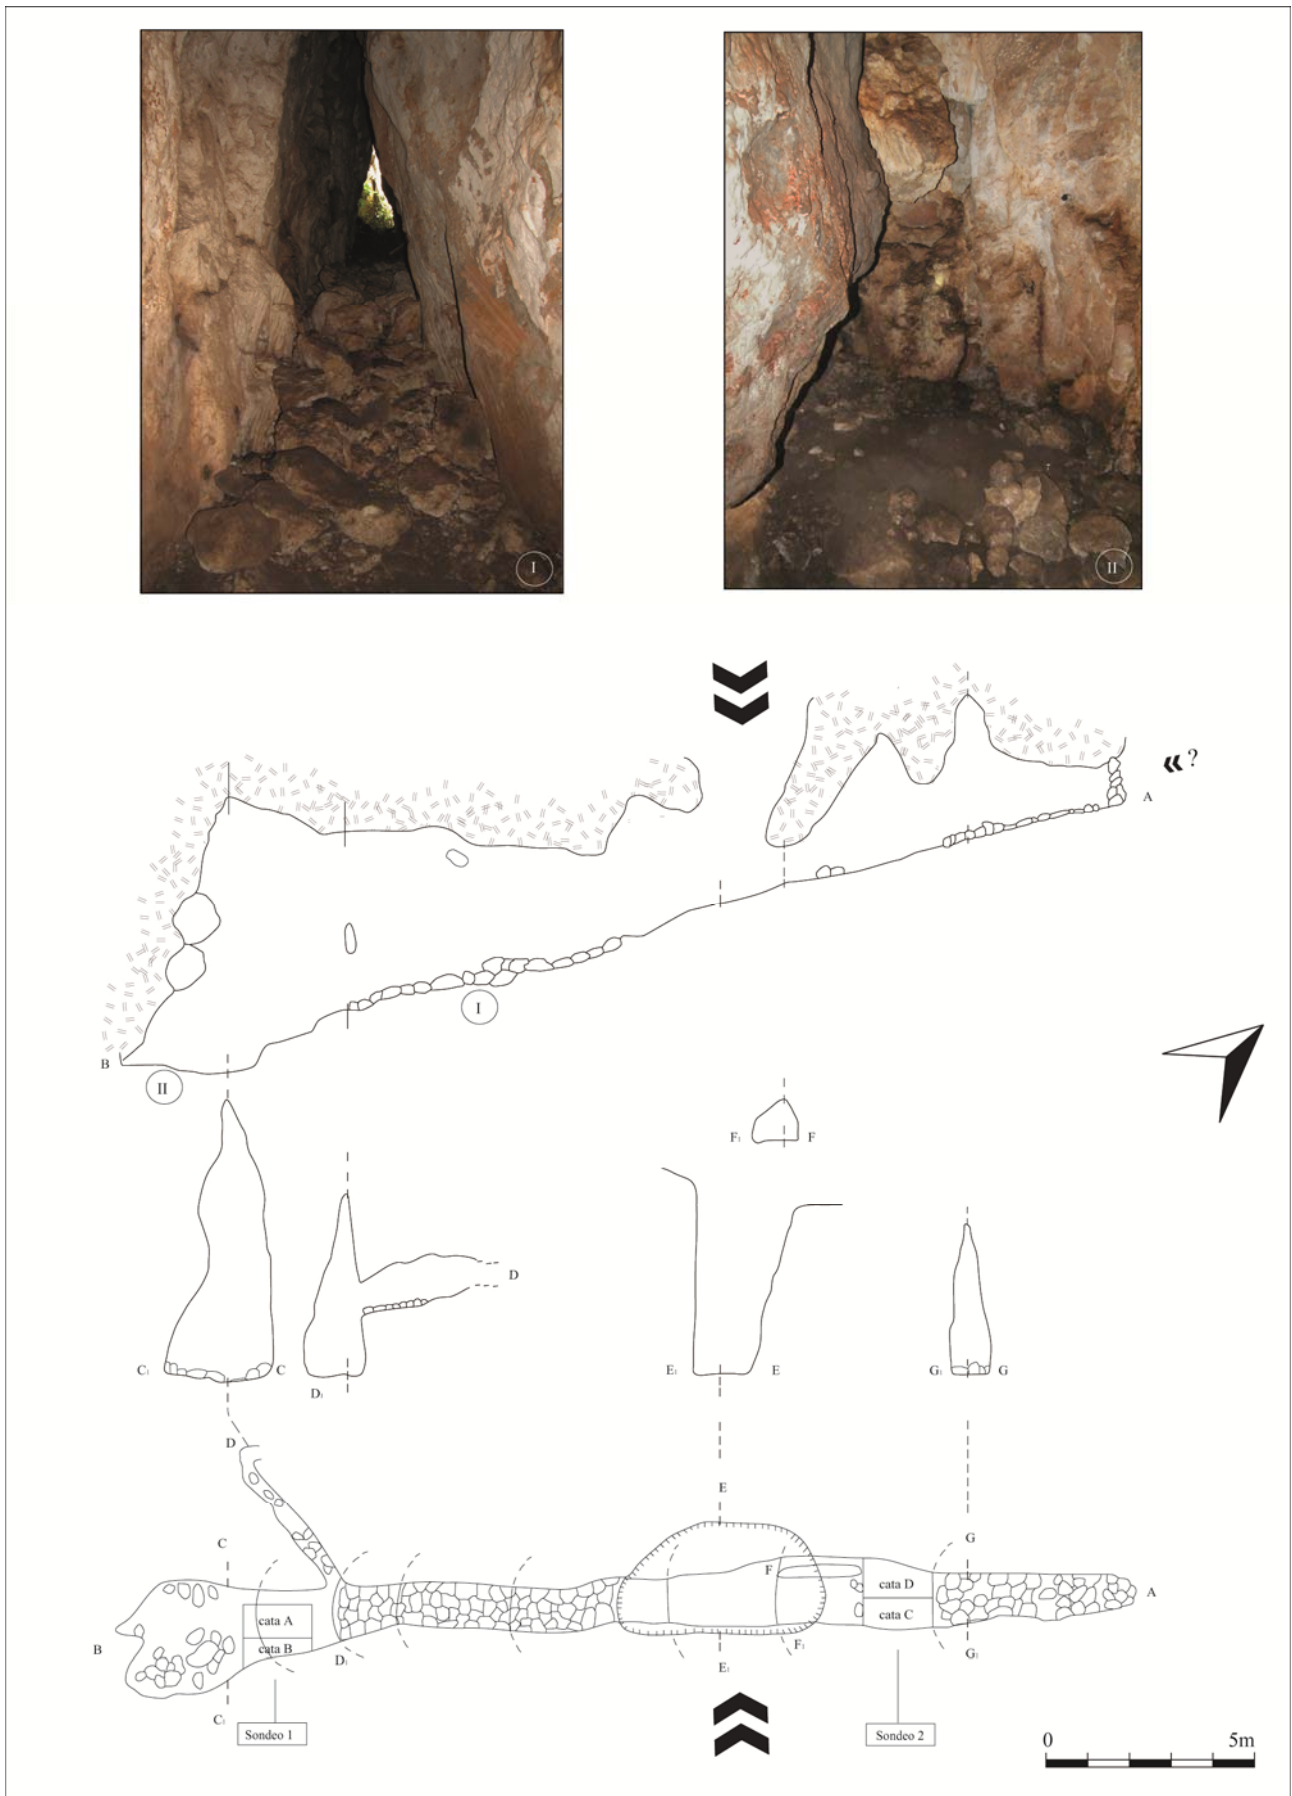 I
II
?
A
B
I
II
F₁ F
D
C₁ C
D₁
E₁ E
G₁ G
D
E
C
G
F
cata D
A
cata A
cata C
B
cata B
D₁
F₁
G₁
E₁
C₁
Sondeo 1
Sondeo 2
0 5m